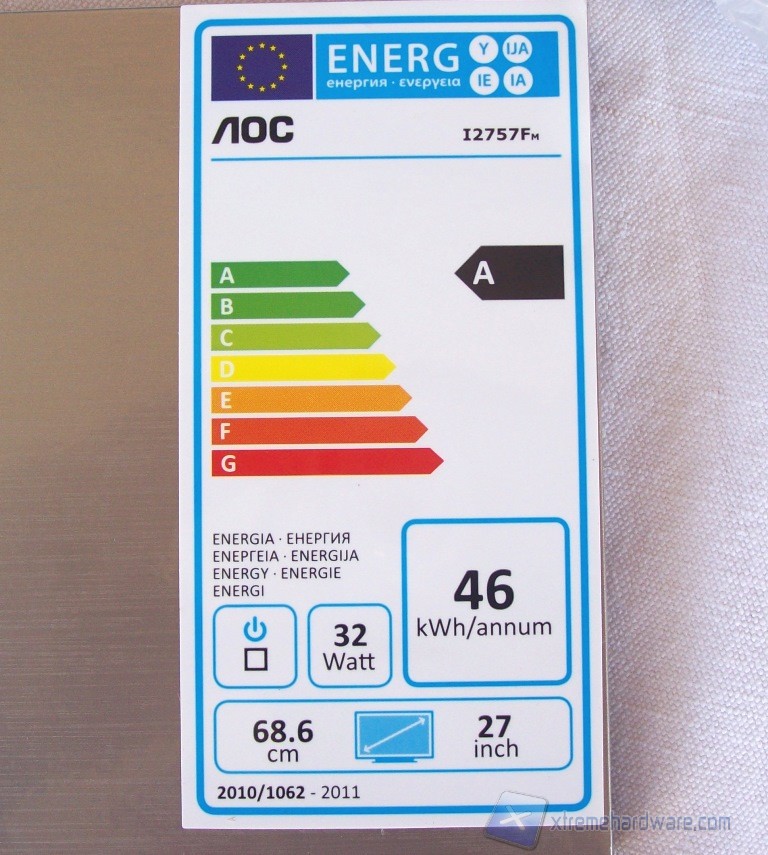 ENERG Y IJA
енергия · ενεργεια IE IA
AOC I2757FM
A A
B
C
D
E
F
G
ENERGIA · ЕНЕРГИЯ
ΕΝΕΡΓΕΙΑ · ENERGIJA
ENERGY · ENERGIE
ENERGI
46
kWh/annum
32
Watt
68.6
cm
27
inch
2010/1062 - 2011
xtremehardware.com